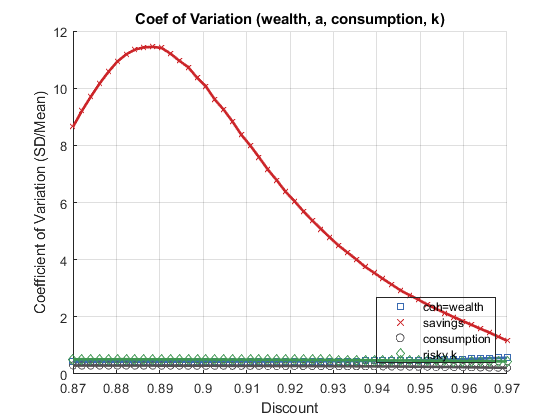 Coef of Variation (wealth, a, consumption, k)
Coefficient of Variation (SD/Mean)
12
10
8
6
4
2
0
coh=wealth
savings
consumption
risky k
0.87 0.88 0.89 0.9 0.91 0.92 0.93 0.94 0.95 0.96 0.97
Discount